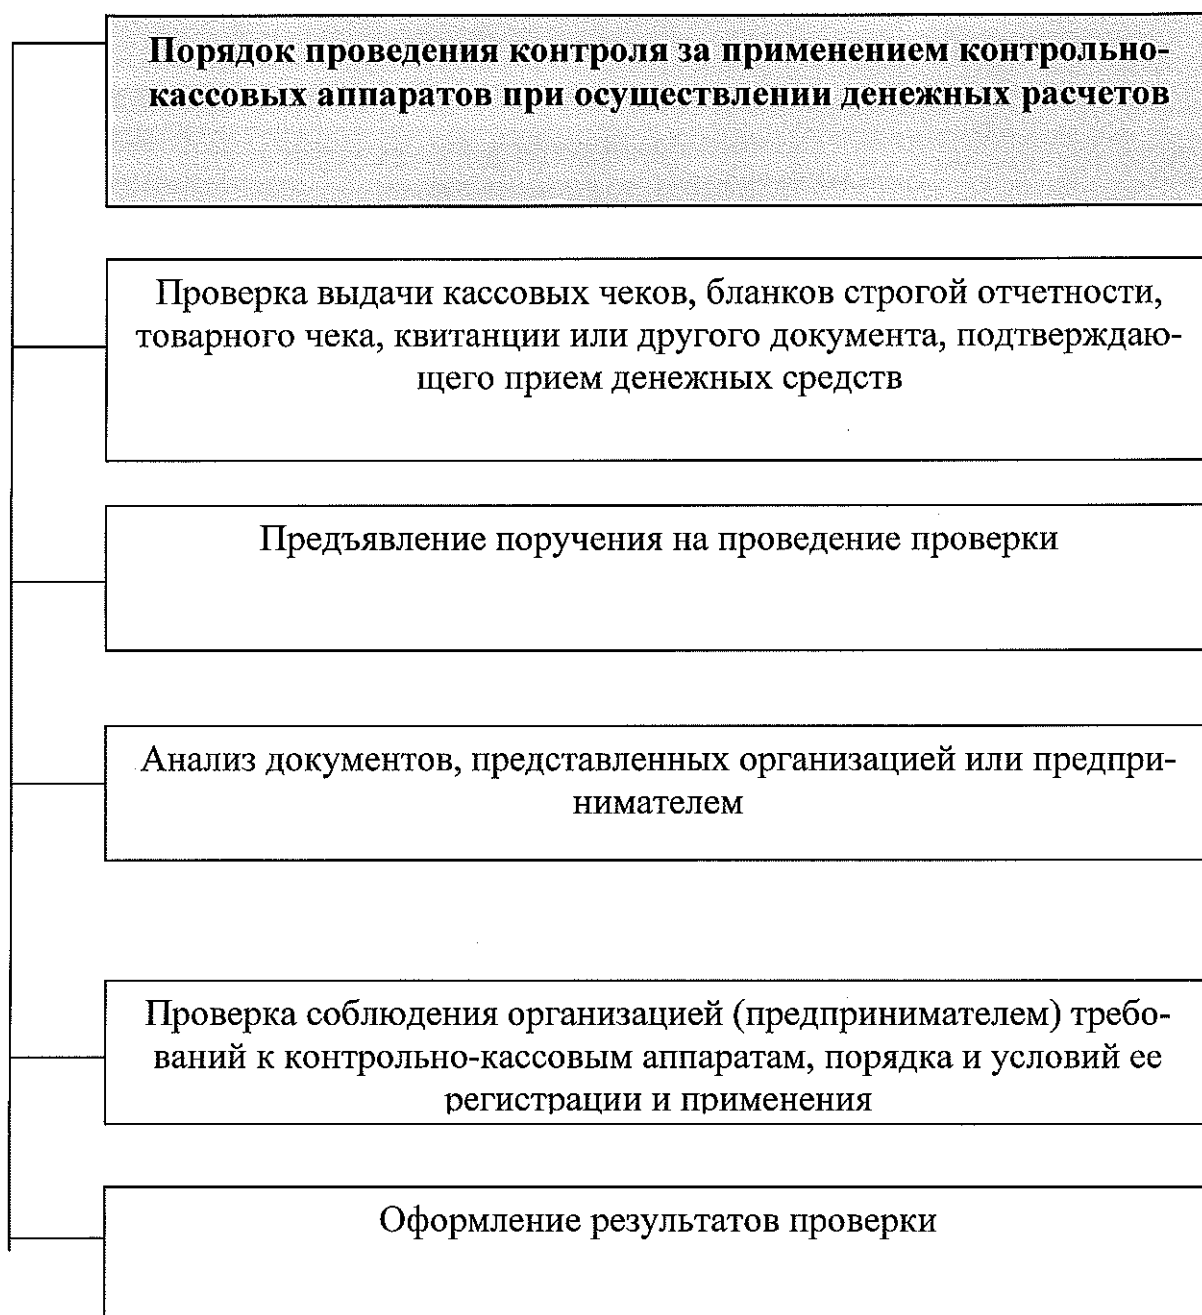 Порядок проведения контроля за применением контрольно-
кассовых аппаратов при осуществлении денежных расчетов
Проверка выдачи кассовых чеков, бланков строгой отчетности,
товарного чека, квитанции или другого документа, подтверждаю-
щего прием денежных средств
Предъявление поручения на проведение проверки
Анализ документов, представленных организацией или предпри-
нимателем
Проверка соблюдения организацией (предпринимателем) требо-
ваний к контрольно-кассовым аппаратам, порядка и условий ее
регистрации и применения
Оформление результатов проверки